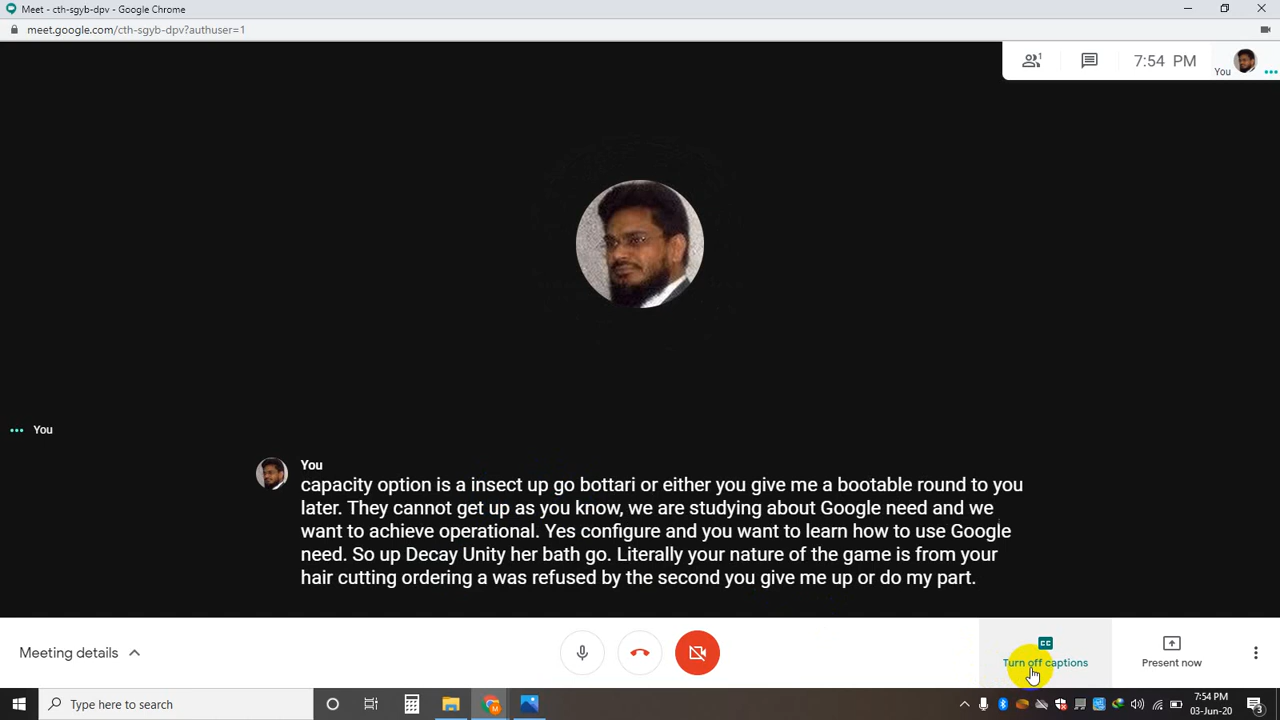 Meet - cth-sgyb-dpv - Google Chrome
meet.google.com/cth-sgyb-dpv?authuser=1
1
7:54 PM
You
You
You
capacity option is a insect up go bottari or either you give me a bootable round to you
later. They cannot get up as you know, we are studying about Google need and we
want to achieve operational. Yes configure and you want to learn how to use Google
need. So up Decay Unity her bath go. Literally your nature of the game is from your
hair cutting ordering a was refused by the second you give me up or do my part.
Meeting details
CC
Turn off captions
Present now
Type here to search
7:54 PM
03-Jun-20
3